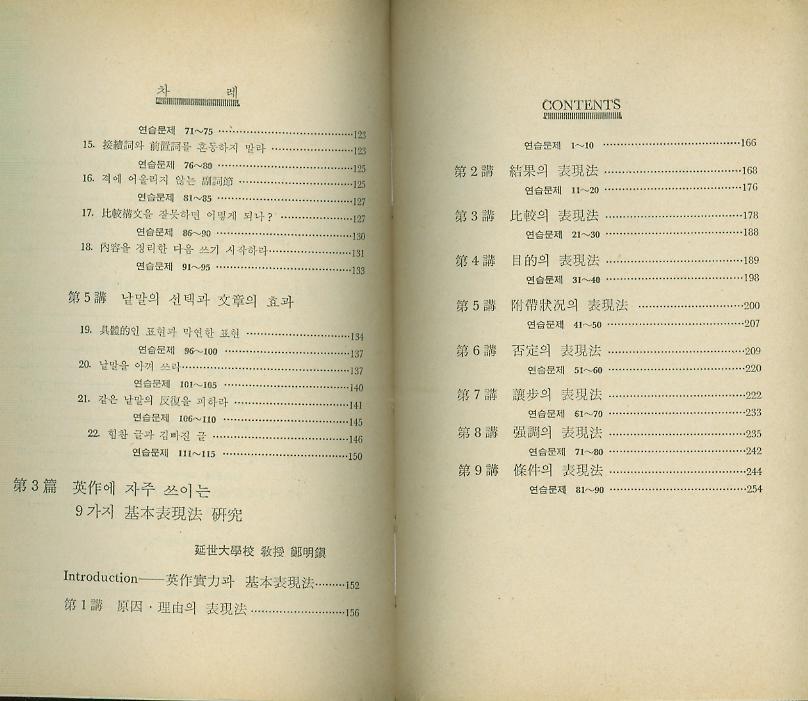 차 례
연습문제 71~75 ……………………123
15. 接續詞와 前置詞를 혼동하지 말라 ……………………123
연습문제 76~80 ……………………125
16. 격에 어울리지 않는 副詞節 ……………………125
연습문제 81~85 ……………………127
17. 比較構文을 잘못하면 어떻게 되나? ……………………127
연습문제 86~90 ……………………130
18. 內容을 정리한 다음 쓰기 시작하라……………………131
연습문제 91~95 ……………………133
第5講 낱말의 선택과 文章의 효과
19. 具體的인 표현과 막연한 표현 ……………………134
연습문제 96~100 ……………………137
20. 낱말을 아껴 쓰라……………………137
연습문제 101~105 ……………………140
21. 같은 낱말의 反復을 피하라 ……………………141
연습문제 106~110 ……………………145
22. 힘찬 글과 김빠진 글 ……………………146
연습문제 111~115 ……………………150
第3篇 英作에 자주 쓰이는
9가지 基本表現法 硏究
延世大學校 敎授 鄭明鎭
Introduction——英作實力과 基本表現法………152
第1講 原因·理由의 表現法 ……………………156
CONTENTS
연습문제 1~10 ……………………166
第2講 結果의 表現法 ……………………168
연습문제 11~20 ……………………176
第3講 比較의 表現法 ……………………178
연습문제 21~30 ……………………188
第4講 目的의 表現法 ……………………189
연습문제 31~40 ……………………198
第5講 附帶狀况의 表現法 ……………………200
연습문제 41~50 ……………………207
第6講 否定의 表現法 ……………………209
연습문제 51~60 ……………………220
第7講 讓步의 表現法 ……………………222
연습문제 61~70 ……………………233
第8講 强調의 表現法 ……………………235
연습문제 71~80 ……………………242
第9講 條件의 表現法 ……………………244
연습문제 81~90 ……………………254